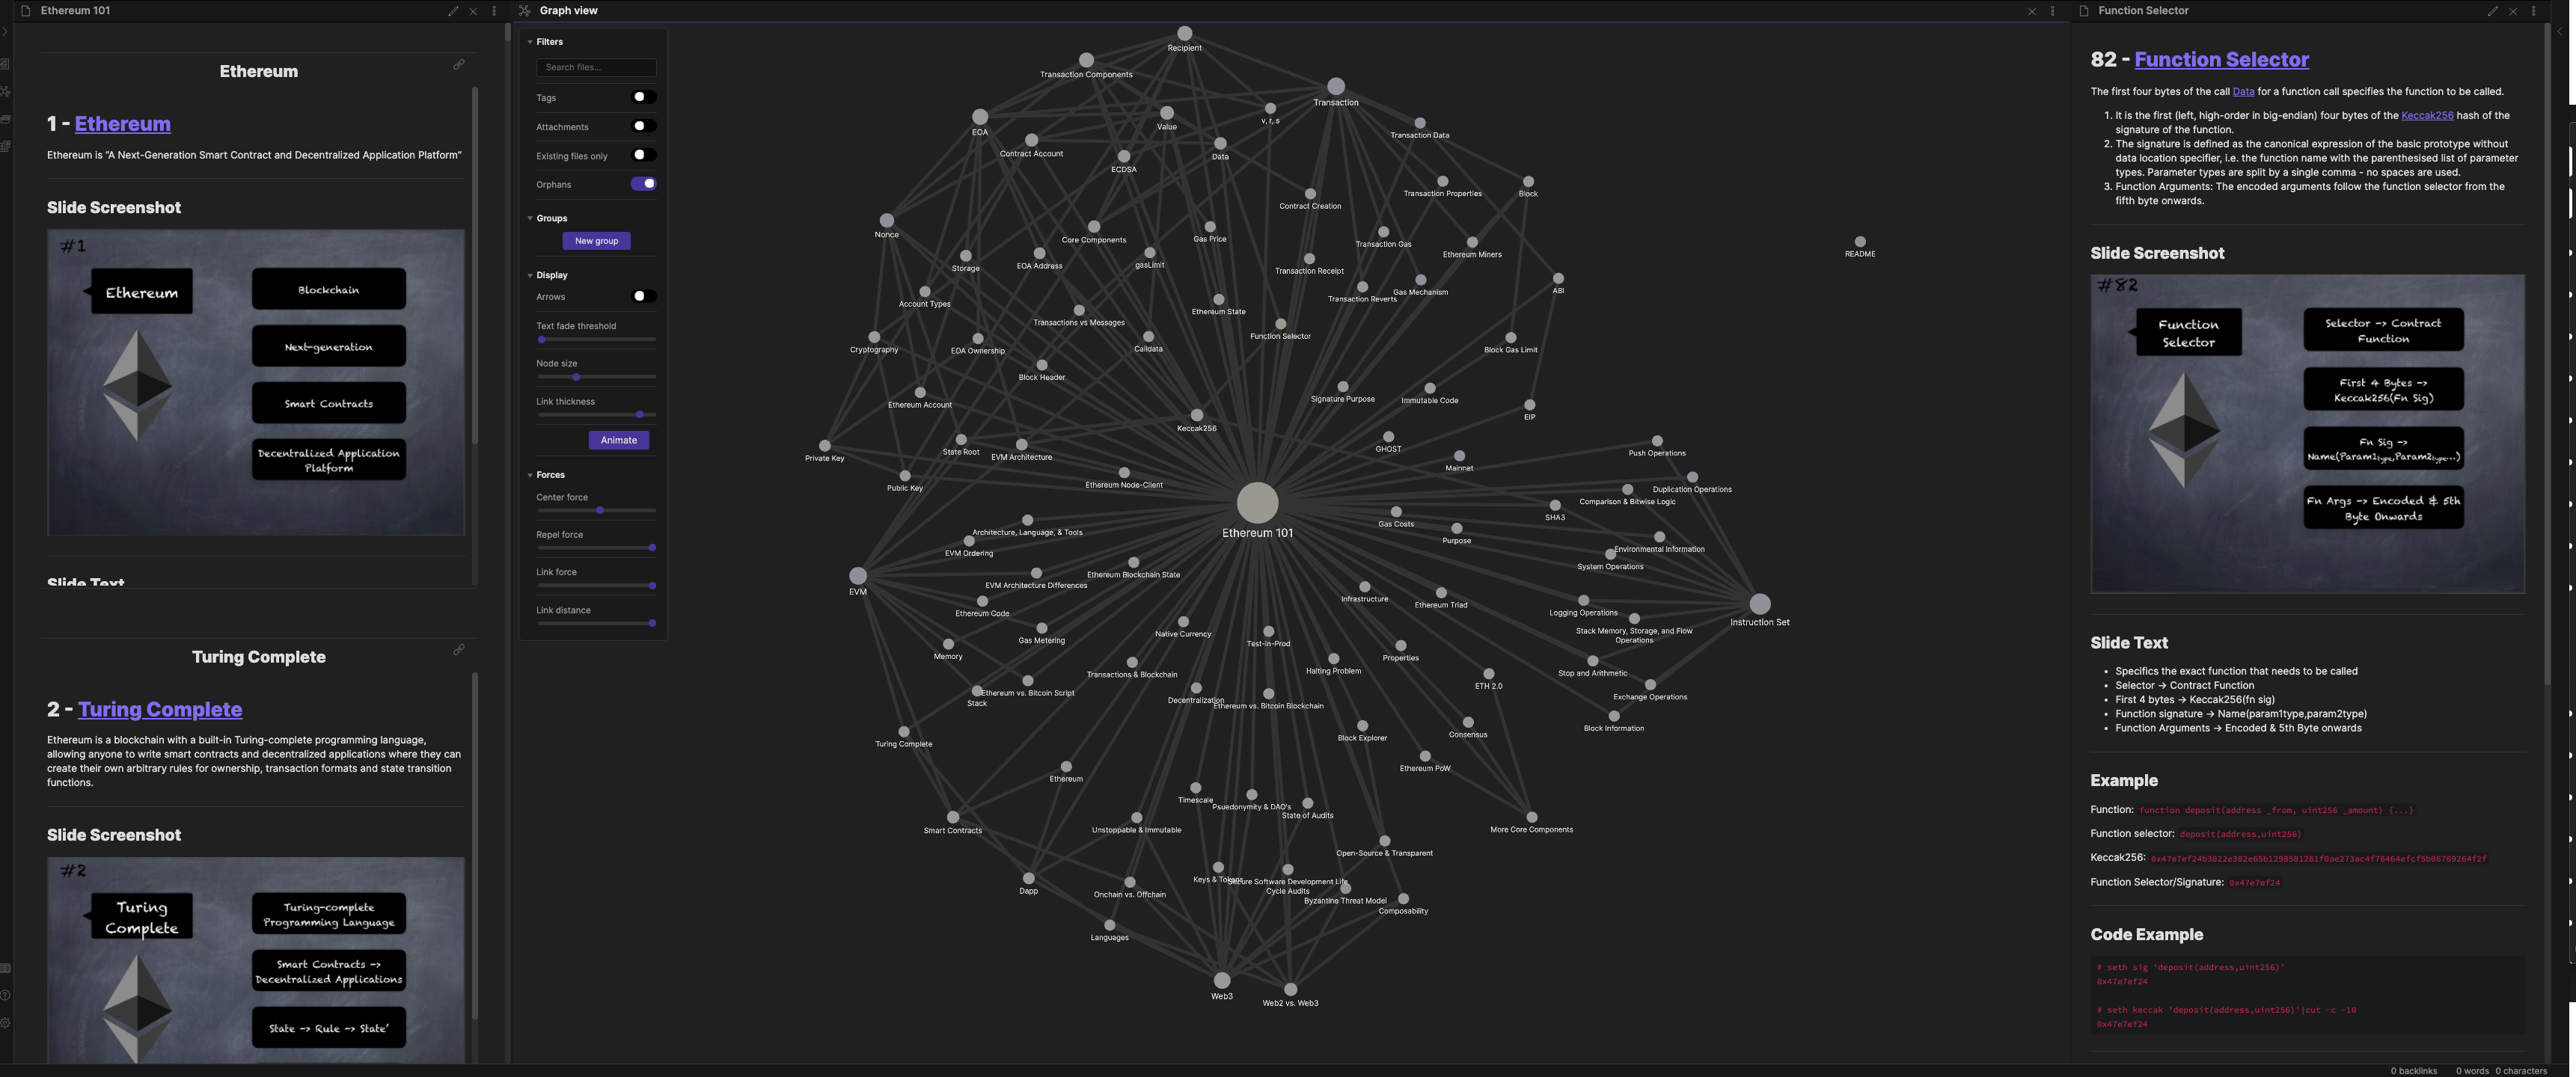 Ethereum 101
Ethereum
1 - Ethereum
Ethereum is “A Next-Generation Smart Contract and Decentralized Application Platform”
Slide Screenshot
#1
Ethereum
Blockchain
Next-generation
Smart Contracts
Decentralized Application
Platform
Slide Text
Turing Complete
2 - Turing Complete
Ethereum is a blockchain with a built-in Turing-complete programming language,
allowing anyone to write smart contracts and decentralized applications where they can
create their own arbitrary rules for ownership, transaction formats and state transition
functions.
Slide Screenshot
#2
Turing
Complete
Turing-complete
Programming Language
Smart Contracts ->
Decentralized Applications
State -> Rule -> State'
Graph view
Filters
Search files...
Tags
Attachments
Existing files only
Orphans
Groups
New group
Display
Arrows
Text fade threshold
Node size
Link thickness
Animate
Forces
Center force
Repel force
Link force
Link distance
Recipient
Transaction Components
Transaction
EOA
Value
v, r, s
Transaction Data
Contract Account
ECDSA
Data
Transaction Properties
Block
Contract Creation
Nonce
Core Components
Gas Price
Transaction Gas
Ethereum Miners
README
Storage
EOA Address
gasLimit
Transaction Receipt
Transaction Reverts
Gas Mechanism
ABI
Account Types
Transactions vs Messages
Ethereum State
Function Selector
Cryptography
EOA Ownership
Calldata
Block Gas Limit
Block Header
Ethereum Account
Signature Purpose
Immutable Code
EIP
Keccak256
Private Key
State Root
EVM Architecture
GHOST
Mainnet
Push Operations
Public Key
Ethereum Node-Client
Duplication Operations
Comparison & Bitwise Logic
SHA3
Ethereum 101
Gas Costs
Purpose
Architecture, Language, & Tools
EVM Ordering
Environmental Information
System Operations
EVM
EVM Architecture Differences
Ethereum Blockchain State
Infrastructure
Ethereum Triad
Logging Operations
Instruction Set
Ethereum Code
Gas Metering
Native Currency
Test-in-Prod
Stack Memory, Storage, and Flow
Operations
Memory
Transactions & Blockchain
Halting Problem
Properties
Stop and Arithmetic
ETH 2.0
Exchange Operations
Ethereum vs. Bitcoin Script
Stack
Decentralization
Ethereum vs. Bitcoin Blockchain
Block Information
Turing Complete
Block Explorer
Consensus
Ethereum
Ethereum PoW
Timescale
Psuedonymity & DAO's
State of Audits
Smart Contracts
Unstoppable & Immutable
More Core Components
Open-Source & Transparent
Dapp
Onchain vs. Offchain
Keys & Tokens
Secure Software Development Life
Cycle Audits
Byzantine Threat Model
Composability
Languages
Web3
Web2 vs. Web3
Function Selector
82 - Function Selector
The first four bytes of the call Data for a function call specifies the function to be called.
1. It is the first (left, high-order in big-endian) four bytes of the Keccak256 hash of the
signature of the function.
2. The signature is defined as the canonical expression of the basic prototype without
data location specifier, i.e. the function name with the parenthesised list of parameter
types. Parameter types are split by a single comma - no spaces are used.
3. Function Arguments: The encoded arguments follow the function selector from the
fifth byte onwards.
Slide Screenshot
#82
Function
Selector
Selector -> Contract
Function
First 4 Bytes ->
Keccak256(Fn Sig)
Fn Sig ->
Name(Param1type,Param2type...)
Fn Args -> Encoded & 5th
Byte Onwards
Slide Text
• Specifics the exact function that needs to be called
• Selector → Contract Function
• First 4 bytes → Keccak256(fn sig)
• Function signature → Name(param1type,param2type)
• Function Arguments → Encoded & 5th Byte onwards
Example
Function: function deposit(address _from, uint256 _amount) {...}
Function selector: deposit(address,uint256)
Keccak256: 0x47e7ef24b3022e382e65b1298581281f0ae273ac4f76464efcf5b06769264f2f
Function Selector/Signature: 0x47e7ef24
Code Example
# seth sig 'deposit(address,uint256)'
0x47e7ef24
# seth keccak 'deposit(address,uint256)'|cut -c -10
0x47e7ef24
0 backlinks 0 words 0 characters